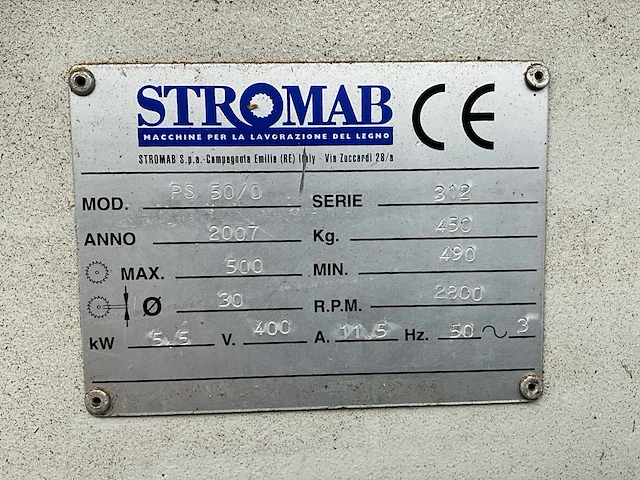 STROMAB CE
MACCHINE PER LA LAVORAZIONE DEL LEGNO
STROMAB S.p.a.-Campagnola Emilia (RE) Italy - Via Zuccardi 28/a
MOD. PS 50/0 SERIE 312
ANNO 2007 Kg. 450
MAX. 500 MIN. 490
Ø 30 R.P.M. 2800
kW 5.5 V. 400 A. 11.5 Hz. 50 ~ 3